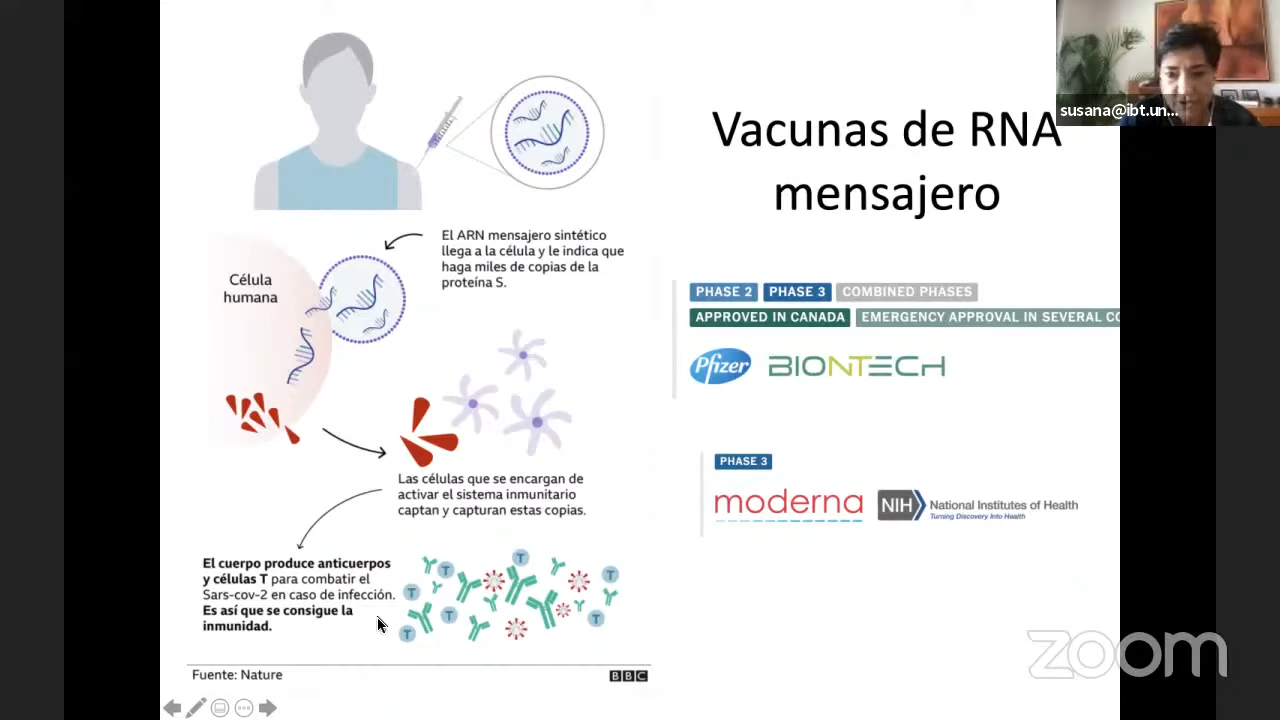 susana@ibt.un...
Vacunas de RNA
mensajero
El ARN mensajero sintético
llega a la célula y le indica que
haga miles de copias de la
proteína S.
Célula
humana
Las células que se encargan de
activar el sistema inmunitario
captan y capturan estas copias.
El cuerpo produce anticuerpos
y células T para combatir el
Sars-cov-2 en caso de infección.
Es así que se consigue la
inmunidad.
T
T
T
T
T
T
T
Fuente: Nature
BBC
PHASE 2 PHASE 3 COMBINED PHASES
APPROVED IN CANADA EMERGENCY APPROVAL IN SEVERAL CO
Pfizer BIONTECH
PHASE 3
moderna NIH National Institutes of Health
Turning Discovery Into Health
zoom